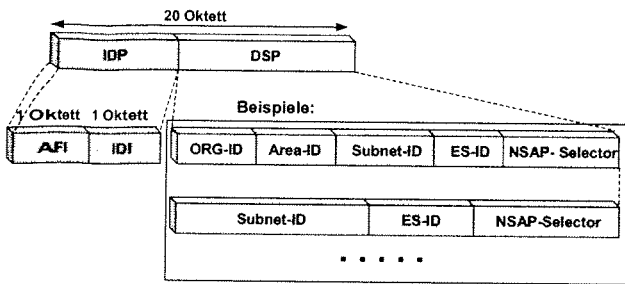 20 Oktett
IDP DSP
1 Oktett 1 Oktett
AFI IDI
Beispiele:
ORG-ID Area-ID Subnet-ID ES-ID NSAP- Selector
Subnet-ID ES-ID NSAP-Selector
. . . . .